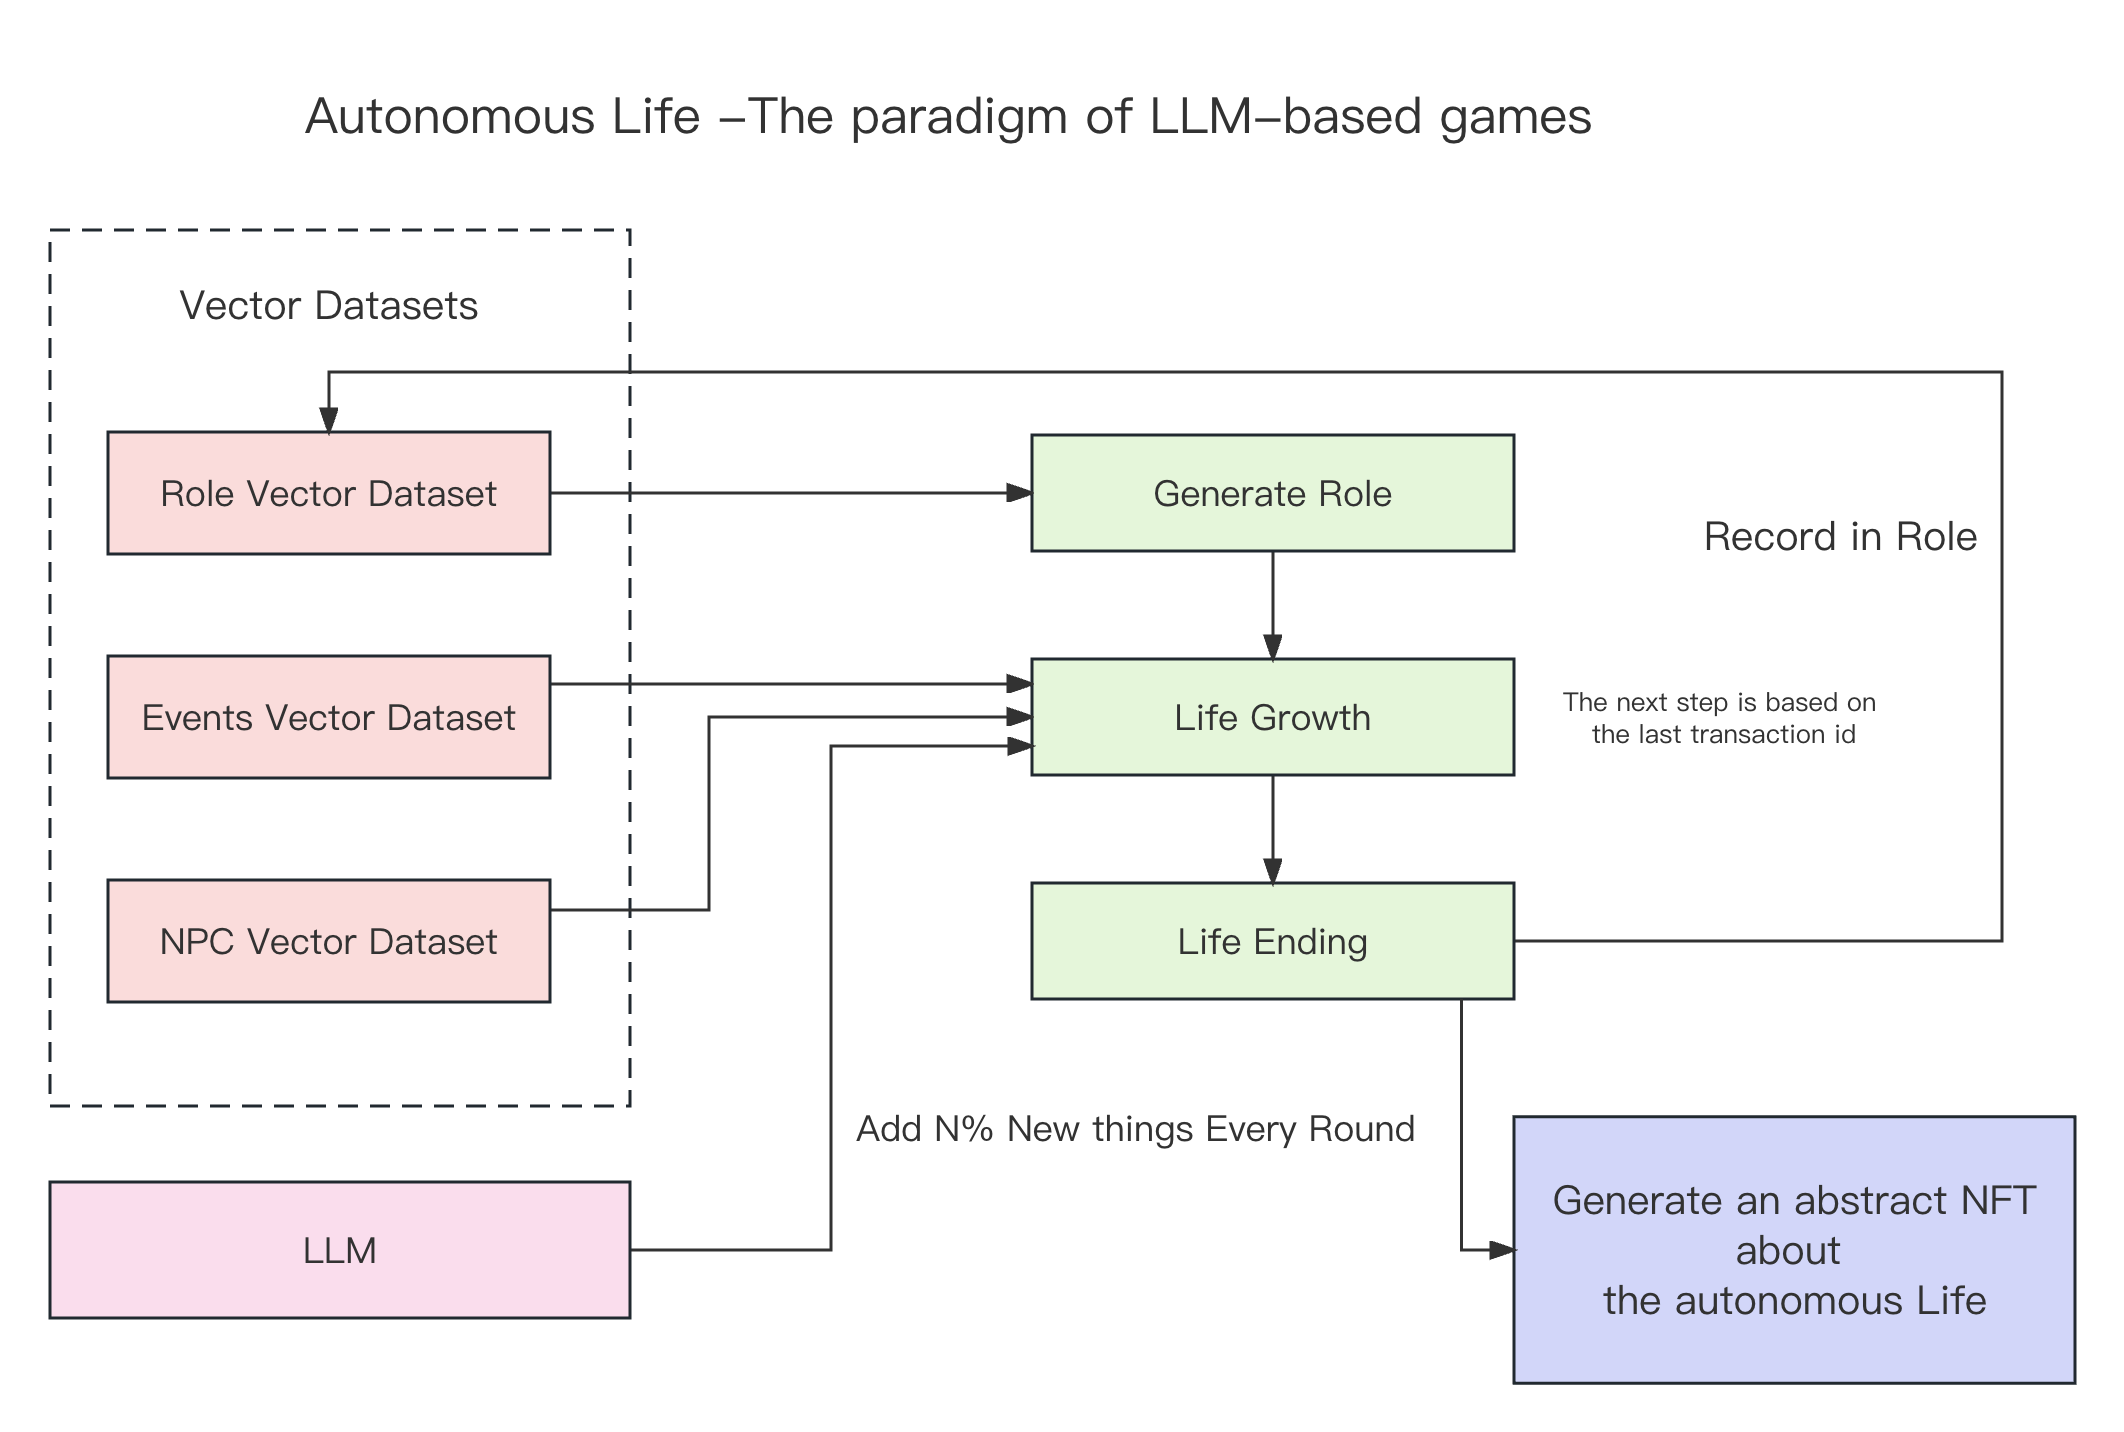 Autonomous Life –The paradigm of LLM–based games
Vector Datasets
Role Vector Dataset
Generate Role
Record in Role
Events Vector Dataset
Life Growth
The next step is based on
the last transaction id
NPC Vector Dataset
Life Ending
Add N% New things Every Round
LLM
Generate an abstract NFT
about
the autonomous Life